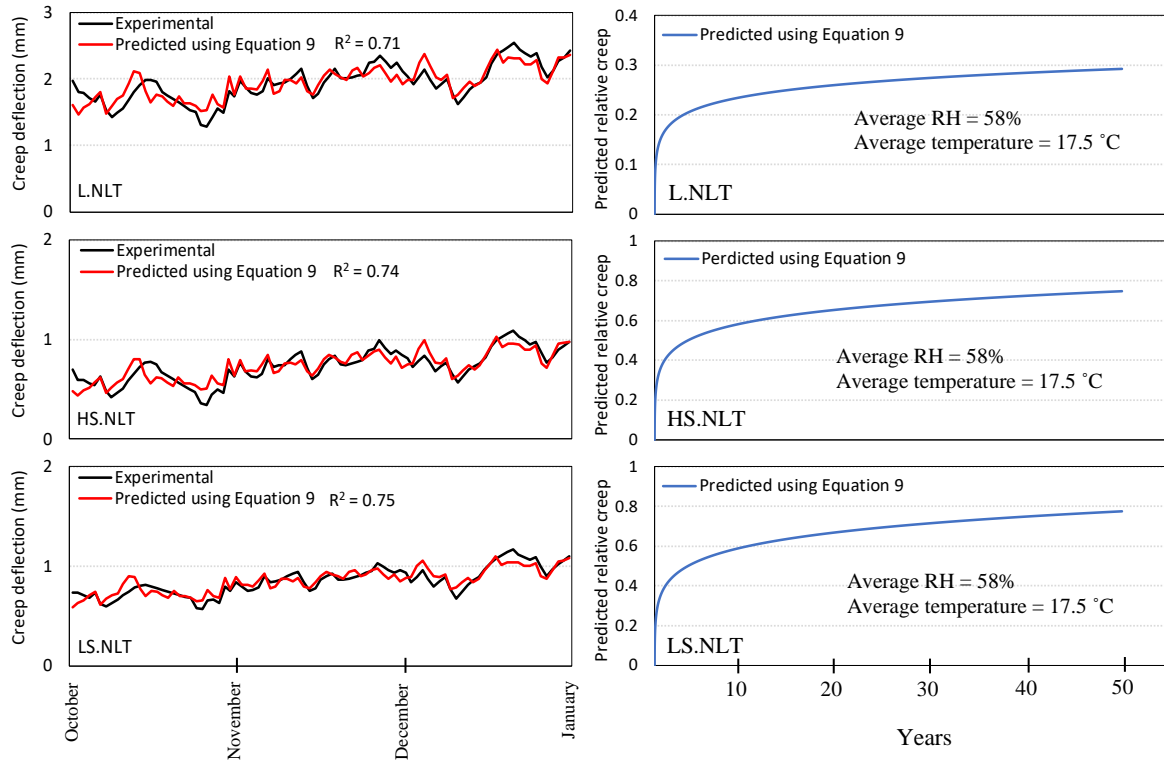 Creep deflection (mm)
3
2
1
0
Experimental
Predicted using Equation 9 R² = 0.71
L.NLT
Predicted relative creep
0.4
0.3
0.2
0.1
0
Predicted using Equation 9
Average RH = 58%
Average temperature = 17.5 ˚C
L.NLT
Creep deflection (mm)
2
1
0
Experimental
Predicted using Equation 9 R² = 0.74
HS.NLT
Predicted relative creep
1
0.8
0.6
0.4
0.2
0
Perdicted using Equation 9
Average RH = 58%
Average temperature = 17.5 ˚C
HS.NLT
Creep deflection (mm)
2
1
0
Experimental
Predicted using Equation 9 R² = 0.75
LS.NLT
October
November
December
January
Predicted relative creep
1
0.8
0.6
0.4
0.2
0
Predicted using Equation 9
Average RH = 58%
Average temperature = 17.5 ˚C
LS.NLT
10 20 30 40 50
Years